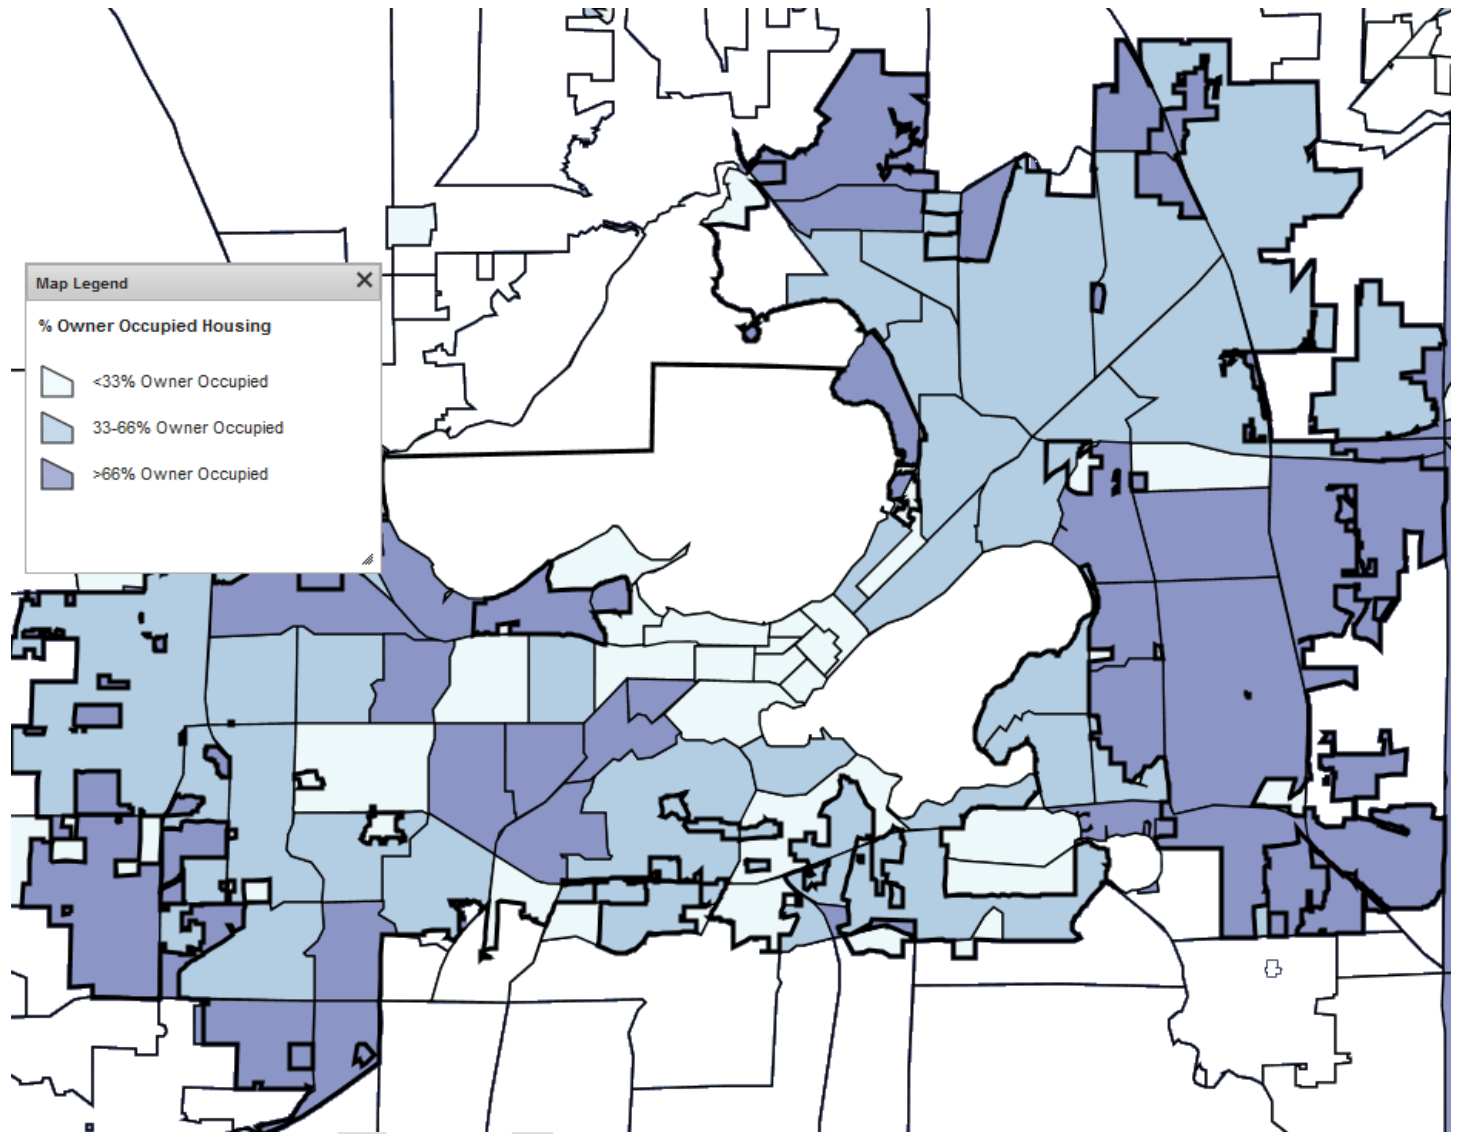 Map Legend
% Owner Occupied Housing
<33% Owner Occupied
33-66% Owner Occupied
>66% Owner Occupied